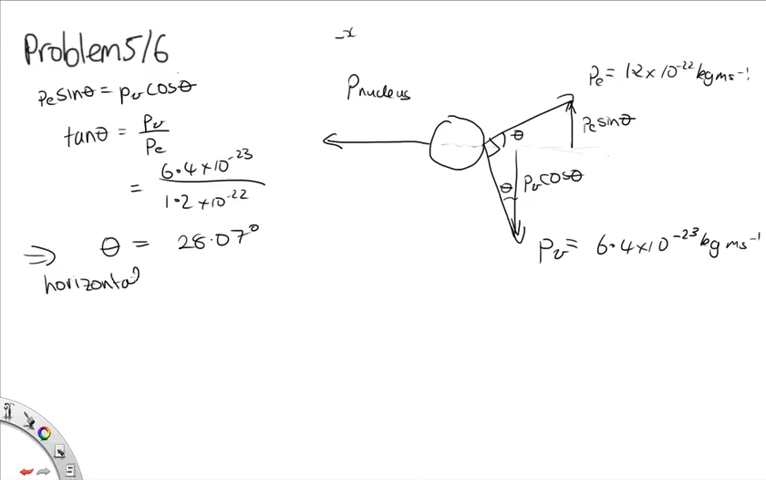 Problem 5/6
Pe sinθ = pν cosθ
tanθ = Pν/Pe
= 6.4×10⁻²³/1.2×10⁻²²
⇒ θ = 28.07°
horizontal
-x
Pnucleus
Pe = 1.2×10⁻²² kg ms⁻¹
θ
Pe sinθ
θ
Pν cosθ
Pν = 6.4×10⁻²³ kg ms⁻¹